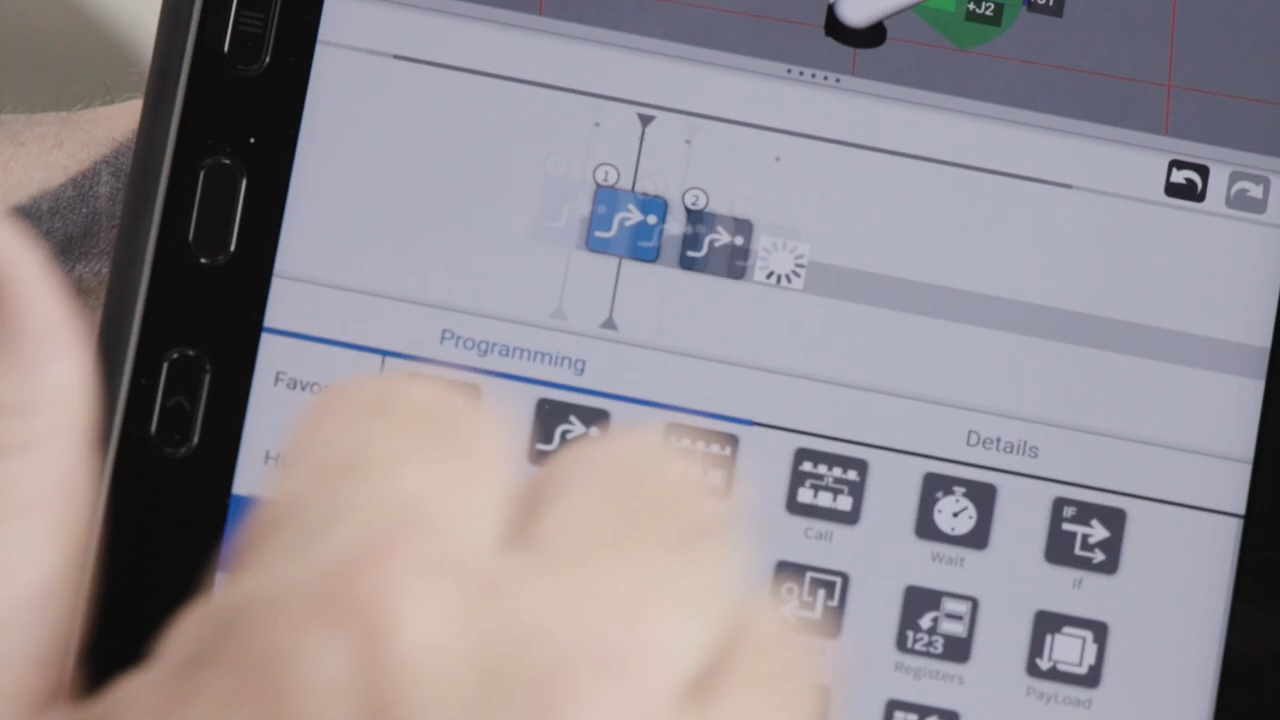 +J2
1
2
Programming
Details
Call
Wait
IF
If
123
Registers
PayLoad